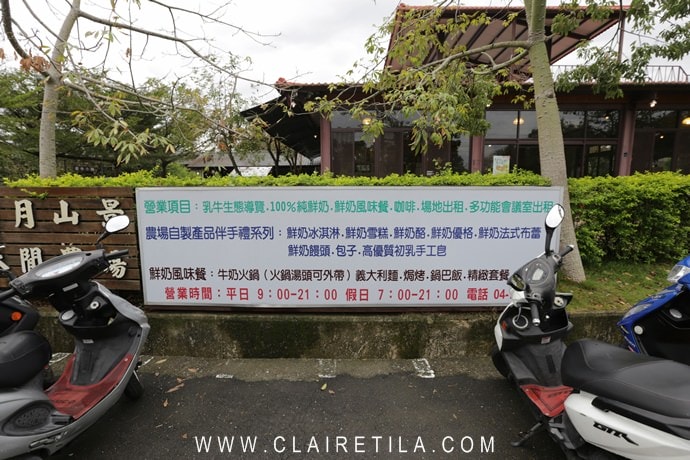 月山景
營業項目：乳牛生態導覽.100%純鮮奶.鮮奶風味餐.咖啡.場地出租.多功能會議室出
農場自製產品伴手禮系列：鮮奶冰淇淋.鮮奶雪糕.鮮奶酪.鮮奶優格.鮮奶法式布蕾
鮮奶饅頭.包子.高優質初乳手工皂
鮮奶風味餐：牛奶火鍋（火鍋湯頭可外帶）義大利麵.焗烤.鍋巴飯.精緻套餐
營業時間：平日 9：00-21：00 假日 7：00-21：00 電話 04-
WWW.CLAIRETILA.COM